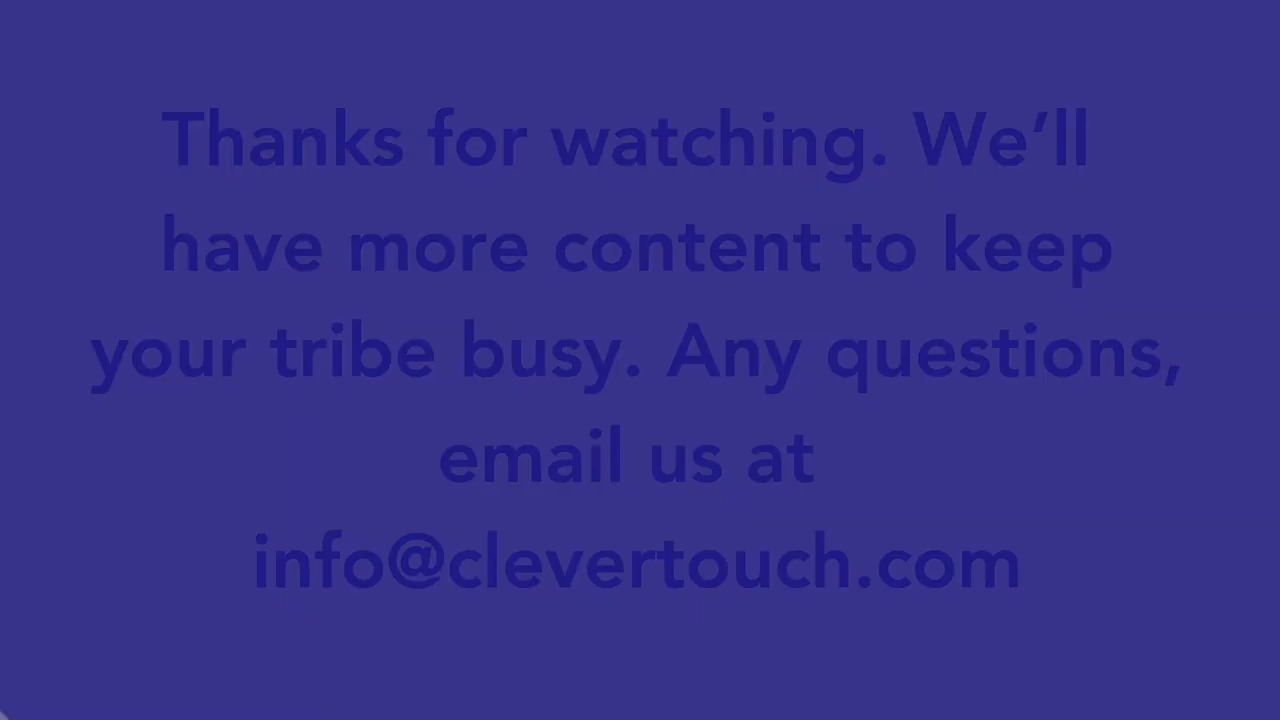 Thanks for watching. We’ll
have more content to keep
your tribe busy. Any questions,
email us at
info@clevertouch.com